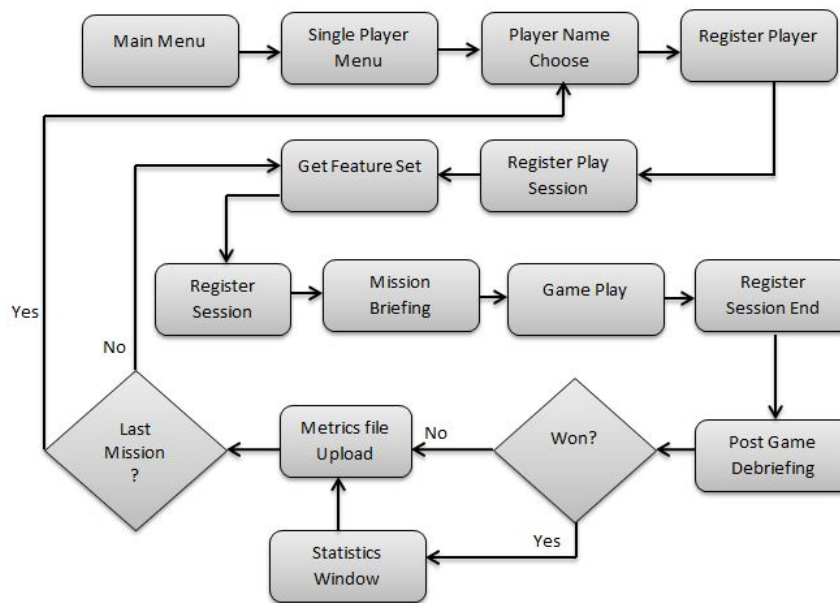 Main Menu
Single Player
Menu
Player Name
Choose
Register Player
Get Feature Set
Register Play
Session
Yes
Register
Session
Mission
Briefing
Game Play
Register
Session End
No
Last
Mission
?
Metrics file
Upload
No
Won?
Post Game
Debriefing
Yes
Statistics
Window